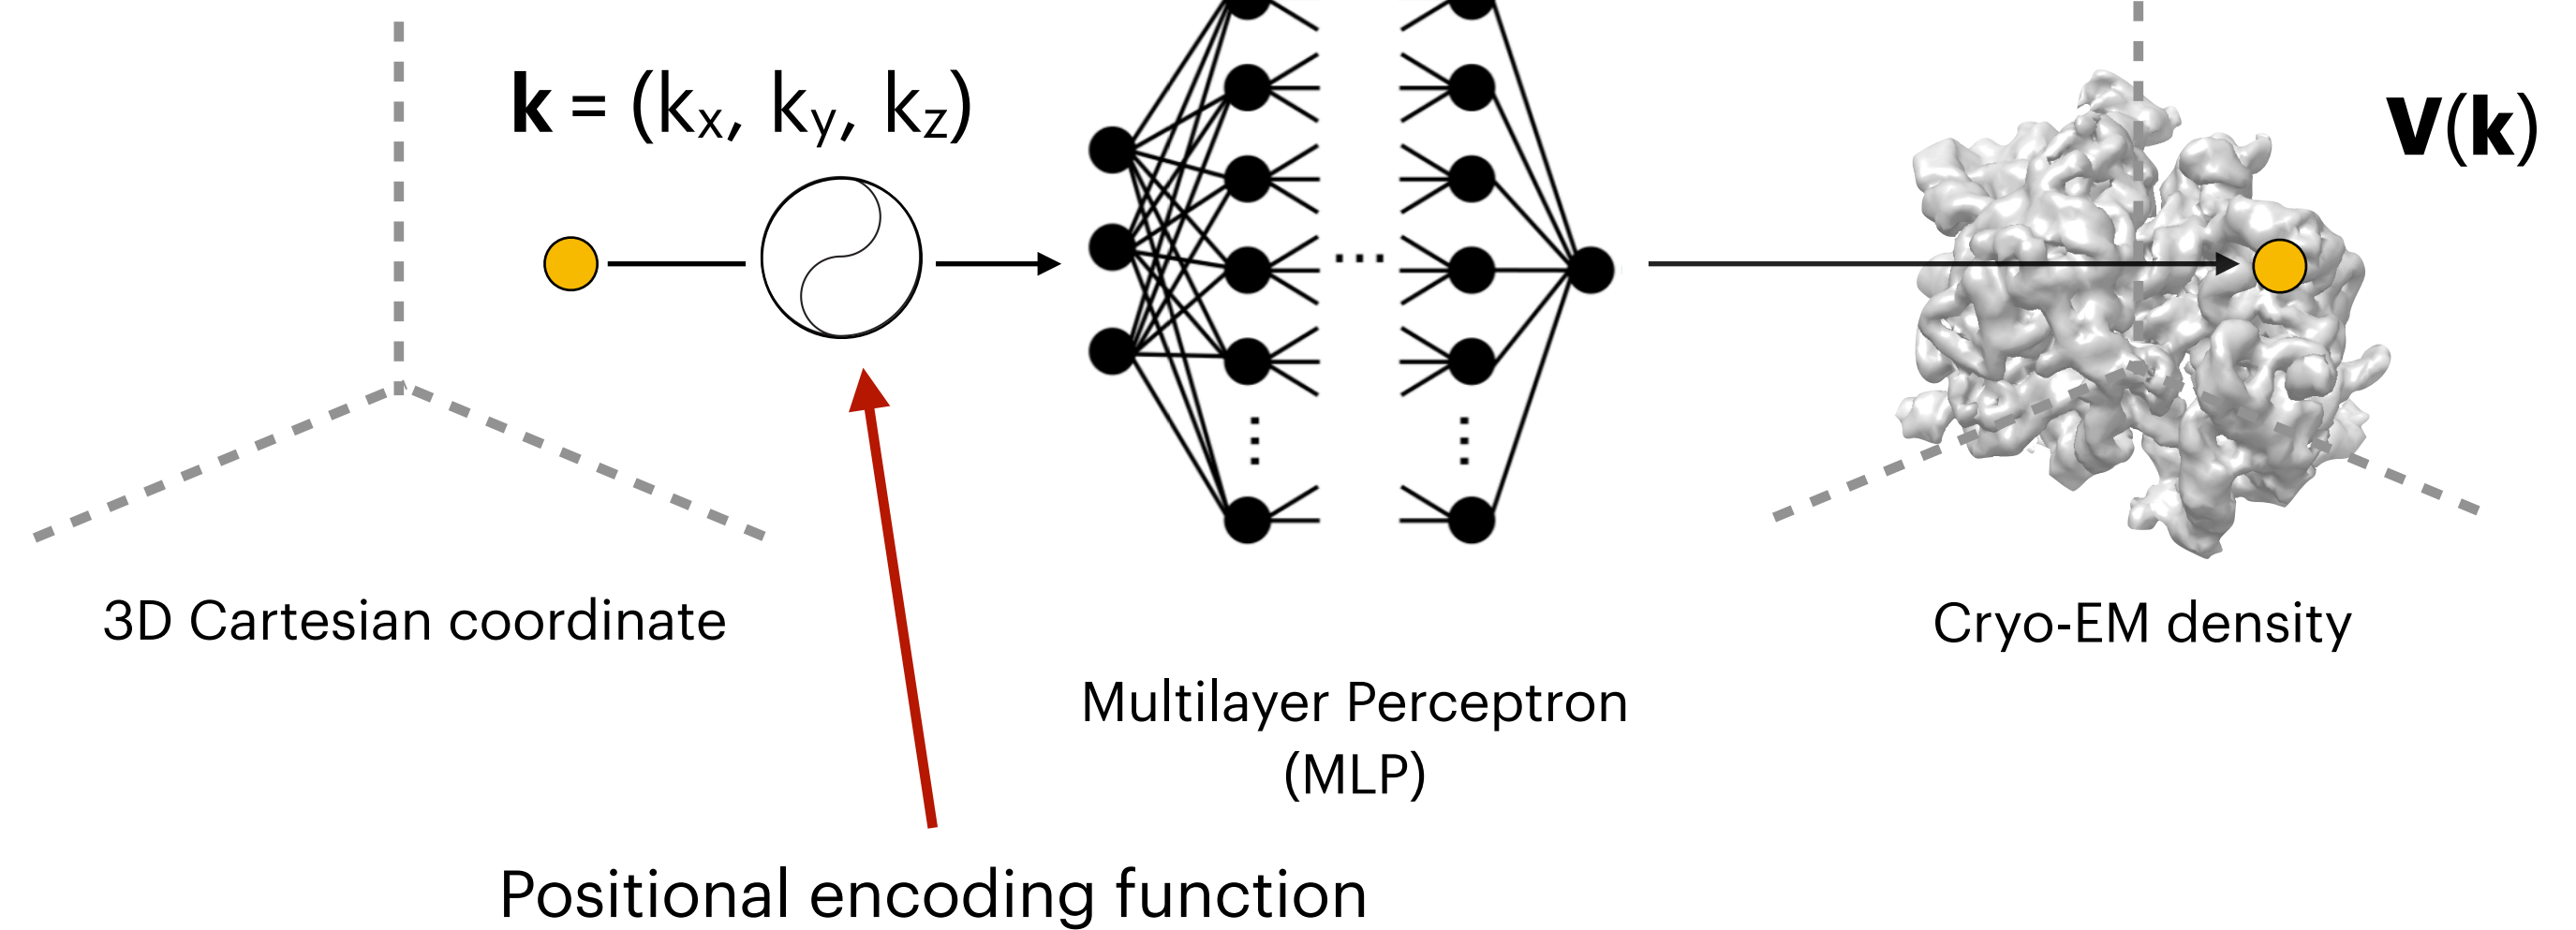 k = (kx, ky, kz)
V(k)
...
3D Cartesian coordinate
Cryo-EM density
Multilayer Perceptron
(MLP)
Positional encoding function